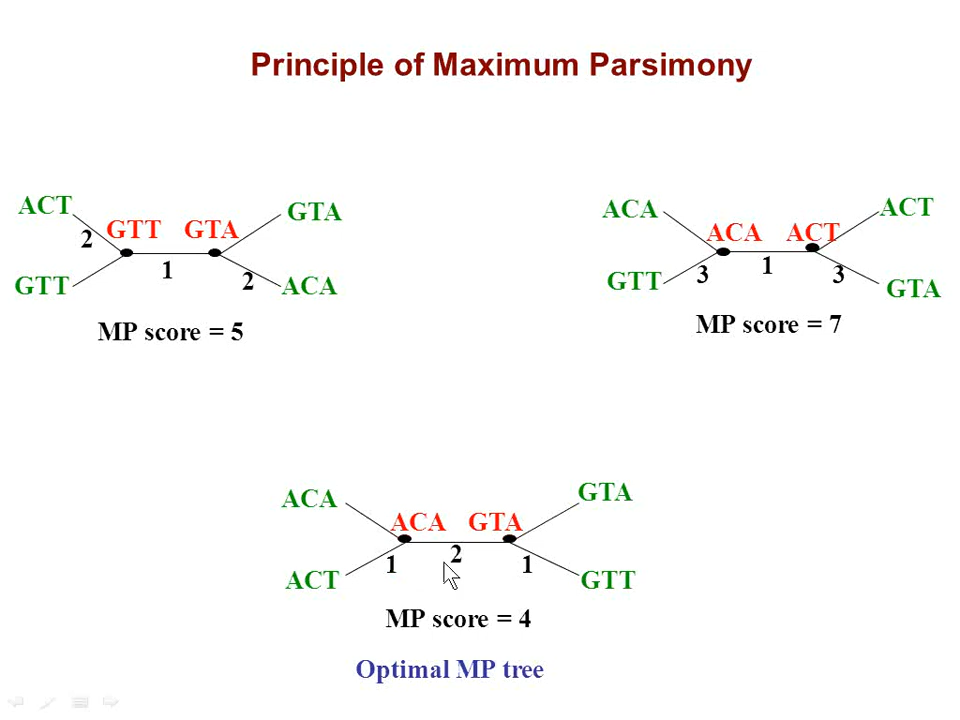 Principle of Maximum Parsimony
ACT
GTA
GTT GTA
2
1
2
GTT
ACA
MP score = 5
ACA
ACT
ACA ACT
GTT
3
1
3
GTA
MP score = 7
ACA
GTA
ACA GTA
2
1
1
ACT
GTT
MP score = 4
Optimal MP tree